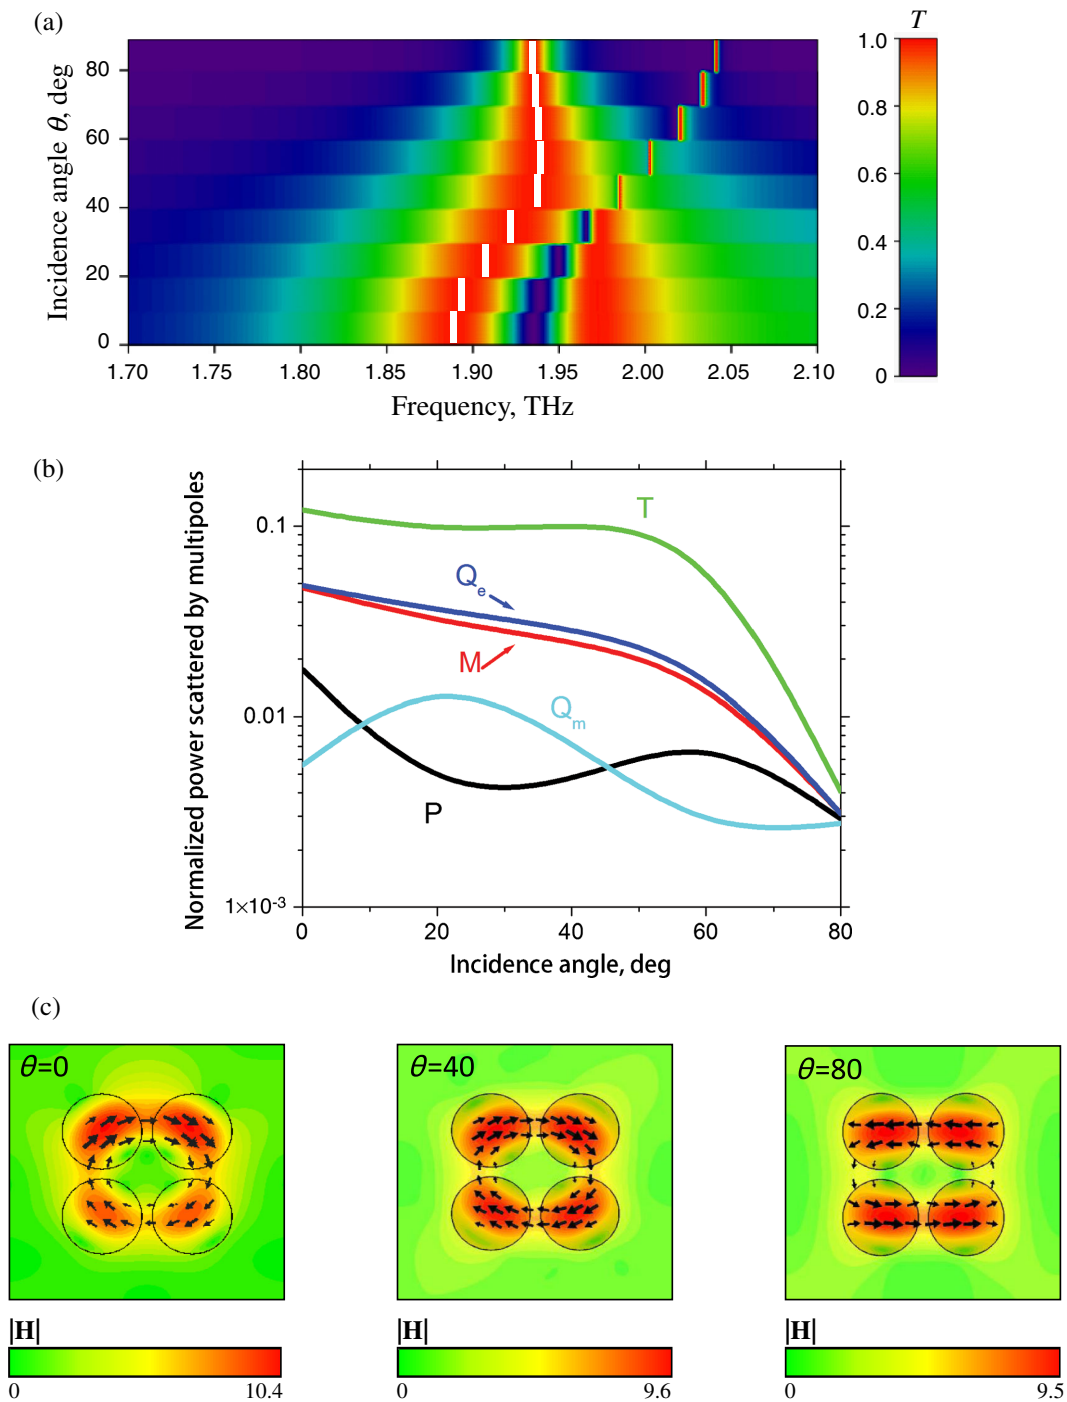 (a)
T
Incidence angle θ, deg
80
60
40
20
0
1.70 1.75 1.80 1.85 1.90 1.95 2.00 2.05 2.10
Frequency, THz
1.0
0.8
0.6
0.4
0.2
0
(b)
Normalized power scattered by multipoles
0.1
0.01
1×10⁻³
T
Qe
M
Qm
P
0 20 40 60 80
Incidence angle, deg
(c)
θ=0 θ=40 θ=80
|H| |H| |H|
0 10.4 0 9.6 0 9.5